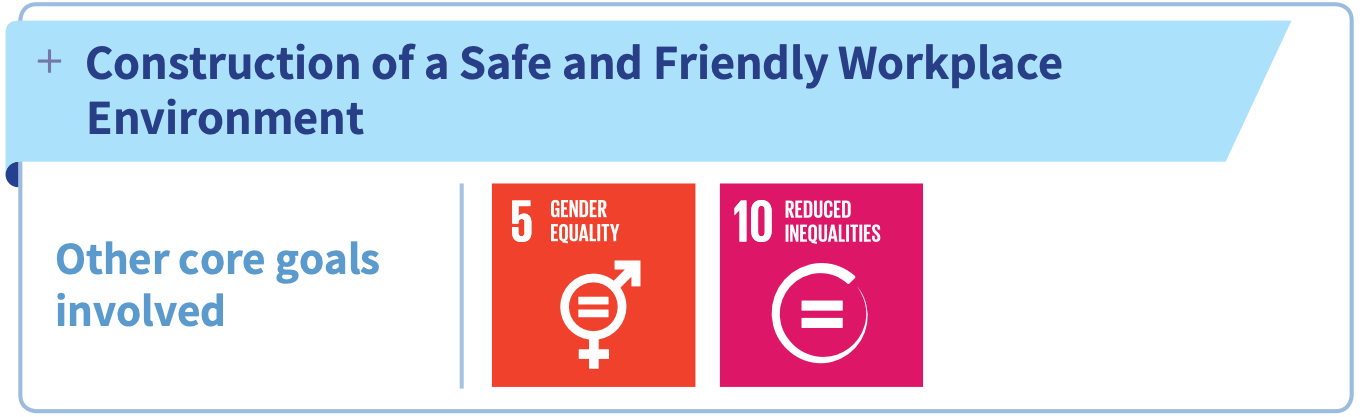 + Construction of a Safe and Friendly Workplace
Environment
Other core goals
involved
5 GENDER
EQUALITY
10 REDUCED
INEQUALITIES